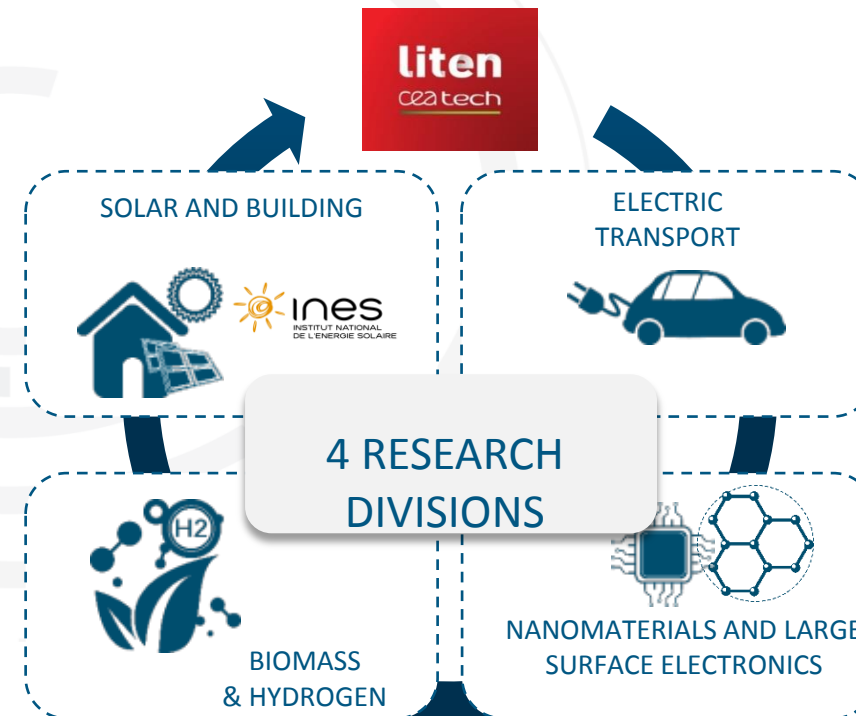 liten
cea tech
SOLAR AND BUILDING
ines
INSTITUT NATIONAL
DE L'ENERGIE SOLAIRE
ELECTRIC
TRANSPORT
4 RESEARCH
DIVISIONS
H2
BIOMASS
& HYDROGEN
NANOMATERIALS AND LARGE
SURFACE ELECTRONICS